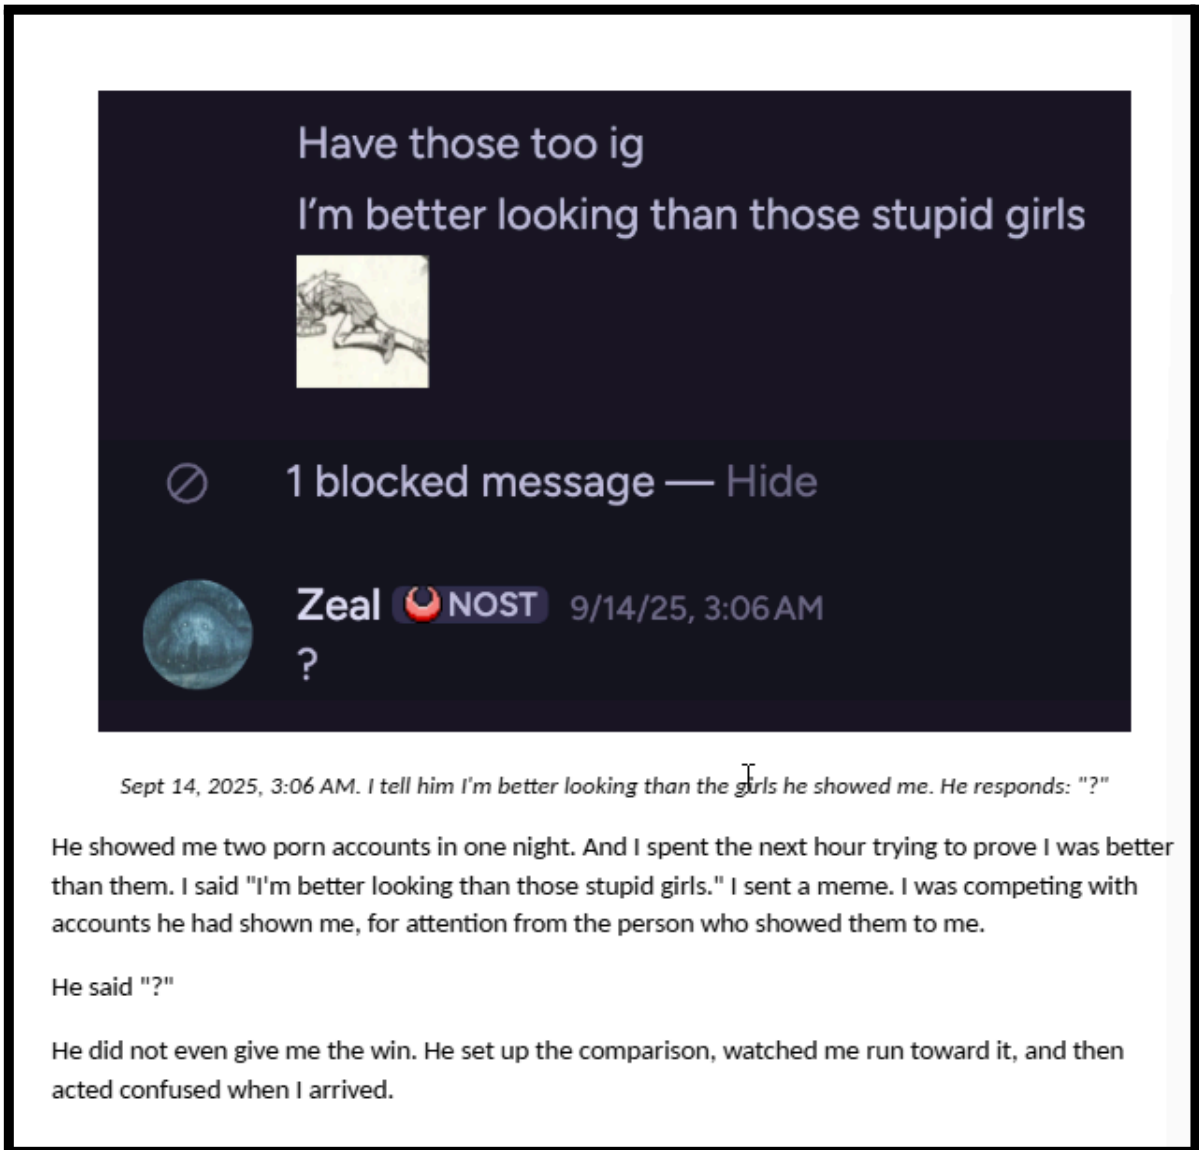 Have those too ig
I'm better looking than those stupid girls
1 blocked message — Hide
Zeal NOST 9/14/25, 3:06 AM
?
Sept 14, 2025, 3:06 AM. I tell him I'm better looking than the girls he showed me. He responds: "?"
He showed me two porn accounts in one night. And I spent the next hour trying to prove I was better
than them. I said "I'm better looking than those stupid girls." I sent a meme. I was competing with
accounts he had shown me, for attention from the person who showed them to me.
He said "?"
He did not even give me the win. He set up the comparison, watched me run toward it, and then
acted confused when I arrived.